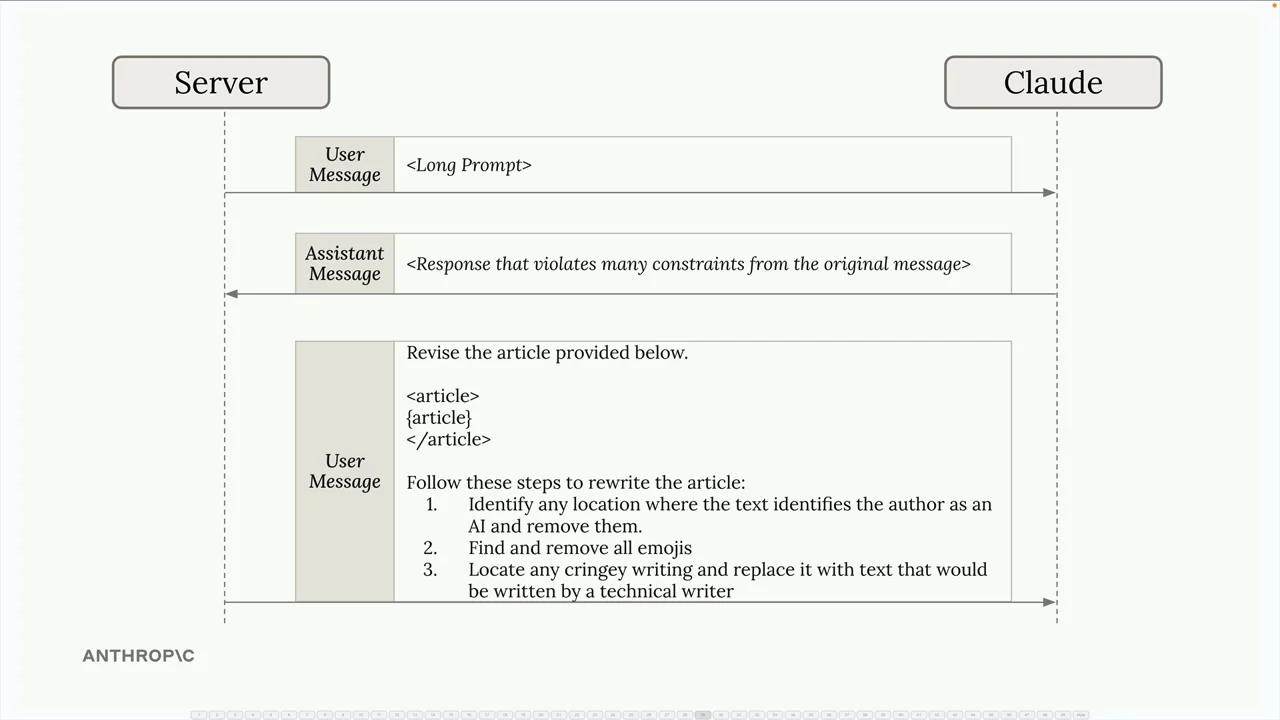 Server
Claude
User
Message
<Long Prompt>
Assistant
Message
<Response that violates many constraints from the original message>
User
Message
Revise the article provided below.
<article>
{article}
</article>
Follow these steps to rewrite the article:
1. Identify any location where the text identifies the author as an
AI and remove them.
2. Find and remove all emojis
3. Locate any cringey writing and replace it with text that would
be written by a technical writer
ANTHROP\C